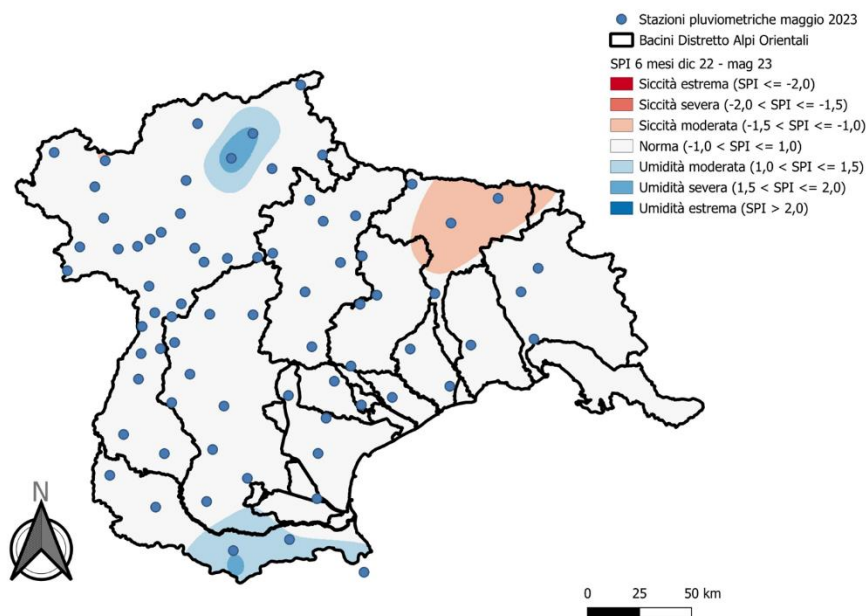 Stazioni pluviometriche maggio 2023
Bacini Distretto Alpi Orientali
SPI 6 mesi dic 22 - mag 23
Siccità estrema (SPI <= -2,0)
Siccità severa (-2,0 < SPI <= -1,5)
Siccità moderata (-1,5 < SPI <= -1,0)
Norma (-1,0 < SPI <= 1,0)
Umidità moderata (1,0 < SPI <= 1,5)
Umidità severa (1,5 < SPI <= 2,0)
Umidità estrema (SPI > 2,0)
N
0 25 50 km